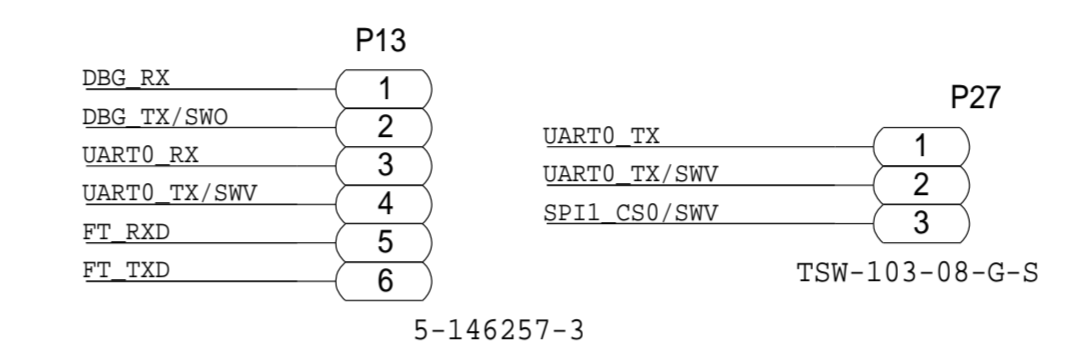 P13
DBG_RX 1
DBG_TX/SWO 2
UART0_RX 3
UART0_TX/SWV 4
FT_RXD 5
FT_TXD 6
5-146257-3
P27
UART0_TX 1
UART0_TX/SWV 2
SPI1_CS0/SWV 3
TSW-103-08-G-S